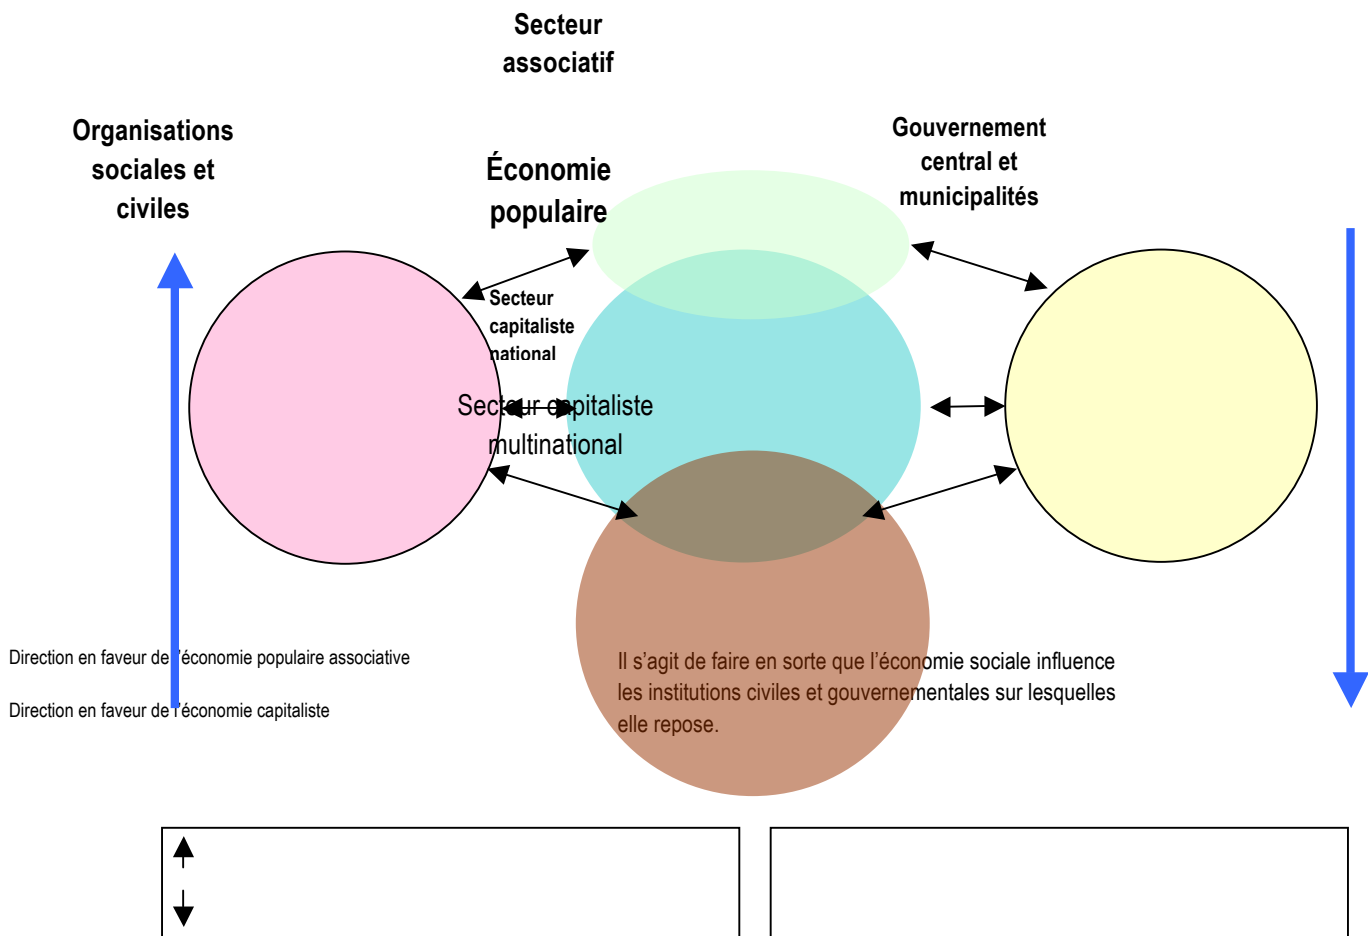 Secteur
associatif
Organisations
sociales et
civiles
Économie
populaire
Gouvernement
central et
municipalités
Secteur
capitaliste
national
Secteur capitaliste
multinational
Direction en faveur de l’économie populaire associative
Direction en faveur de l’économie capitaliste
Il s’agit de faire en sorte que l’économie sociale influence
les institutions civiles et gouvernementales sur lesquelles
elle repose.